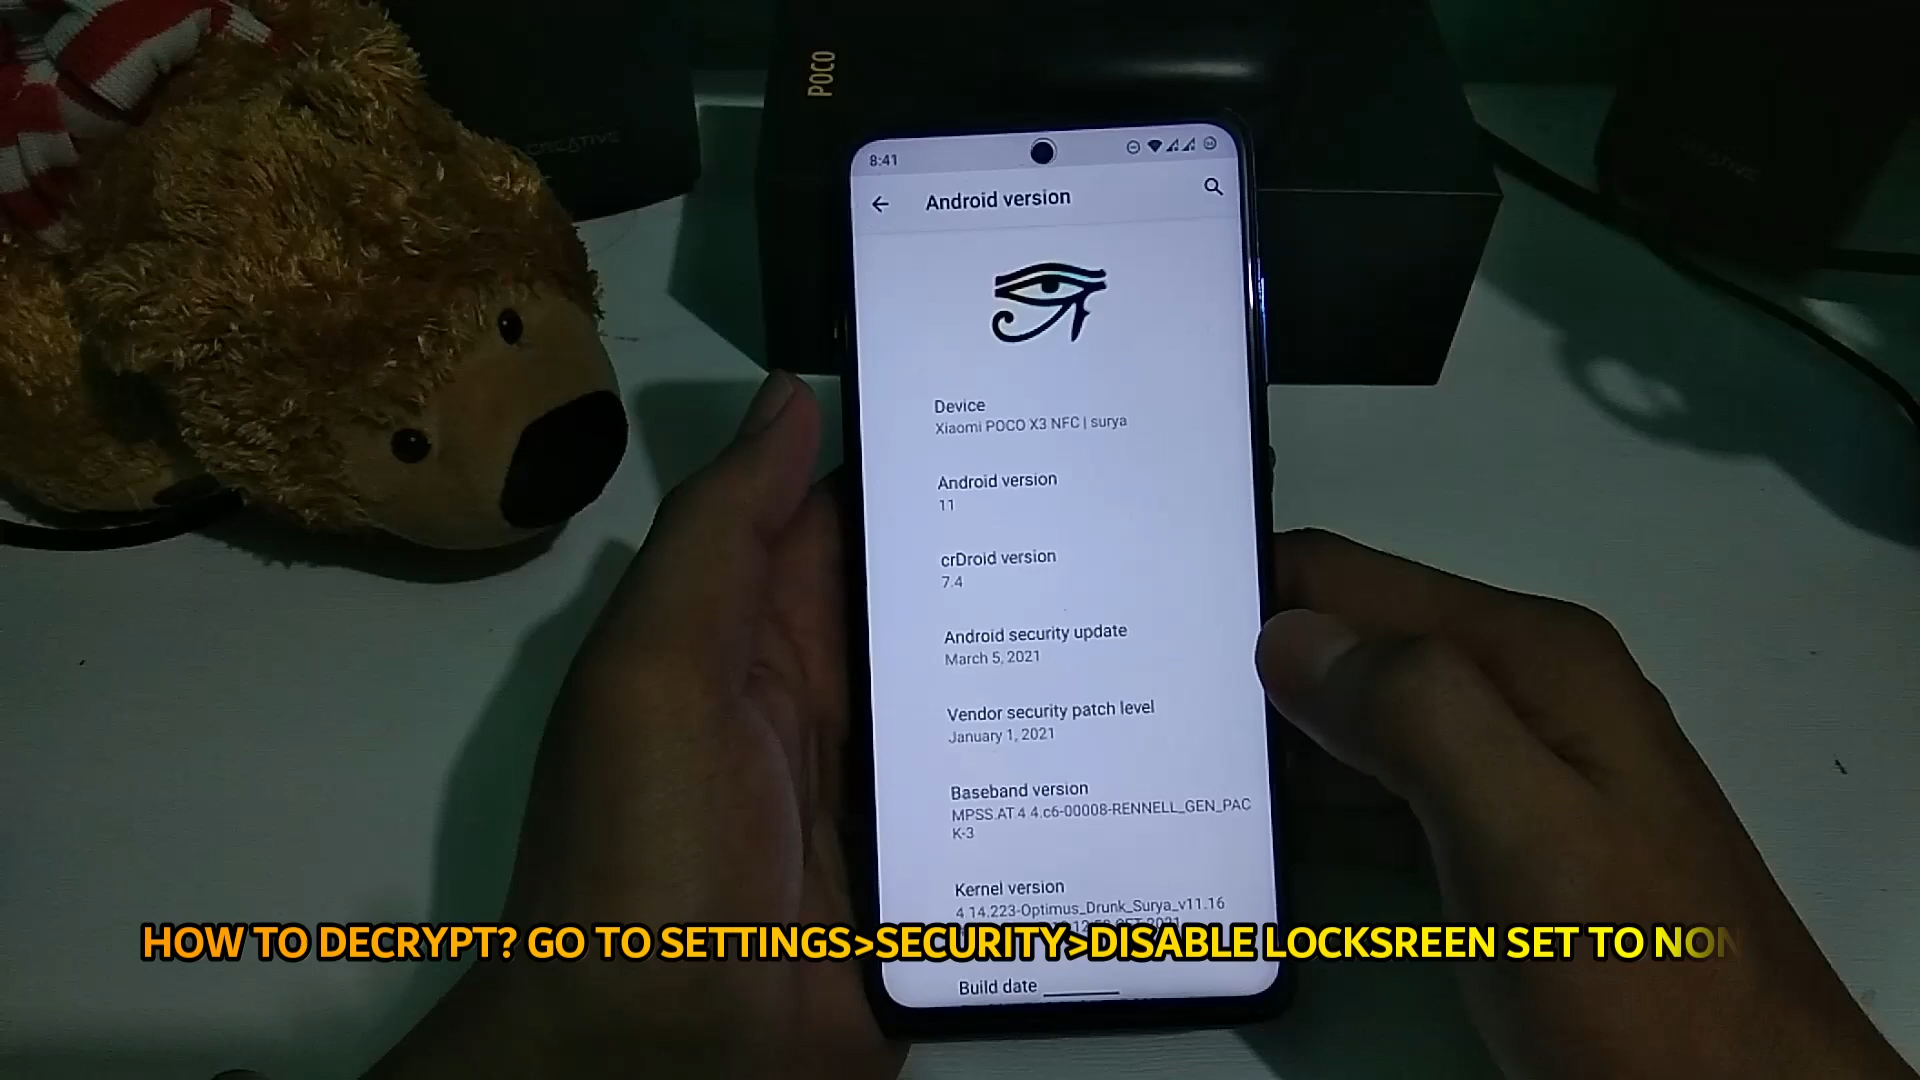 POCO
CREATIVE
8:41
Android version
Device
Xiaomi POCO X3 NFC | surya
Android version
11
crDroid version
7.4
Android security update
March 5, 2021
Vendor security patch level
January 1, 2021
Baseband version
MPSS.AT.4.4.c6-00008-RENNELL_GEN_PAC
K-3
Kernel version
4.14.223-Optimus_Drunk_Surya_v11.16
HOW TO DECRYPT? GO TO SETTINGS>SECURITY>DISABLE LOCKSREEN SET TO NON
Build date